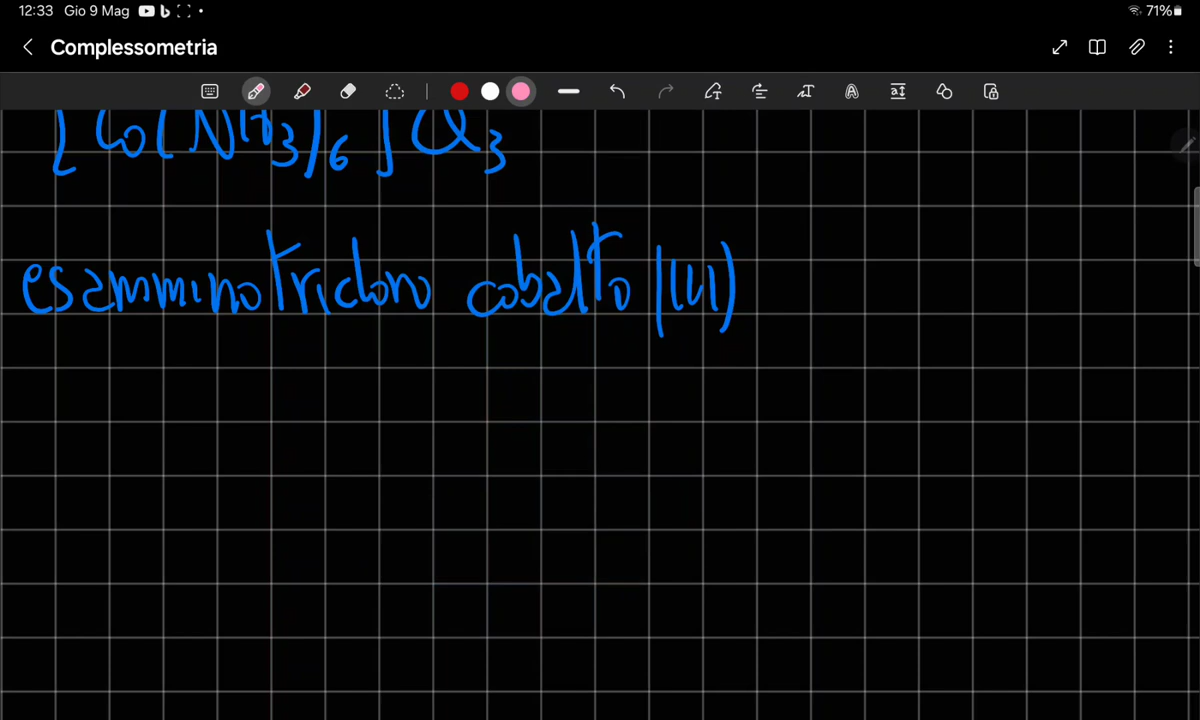 12:33 Gio 9 Mag 71%
Complessometria
[Co(NH3)6]Cl3
esamminotricloro cobalto (III)